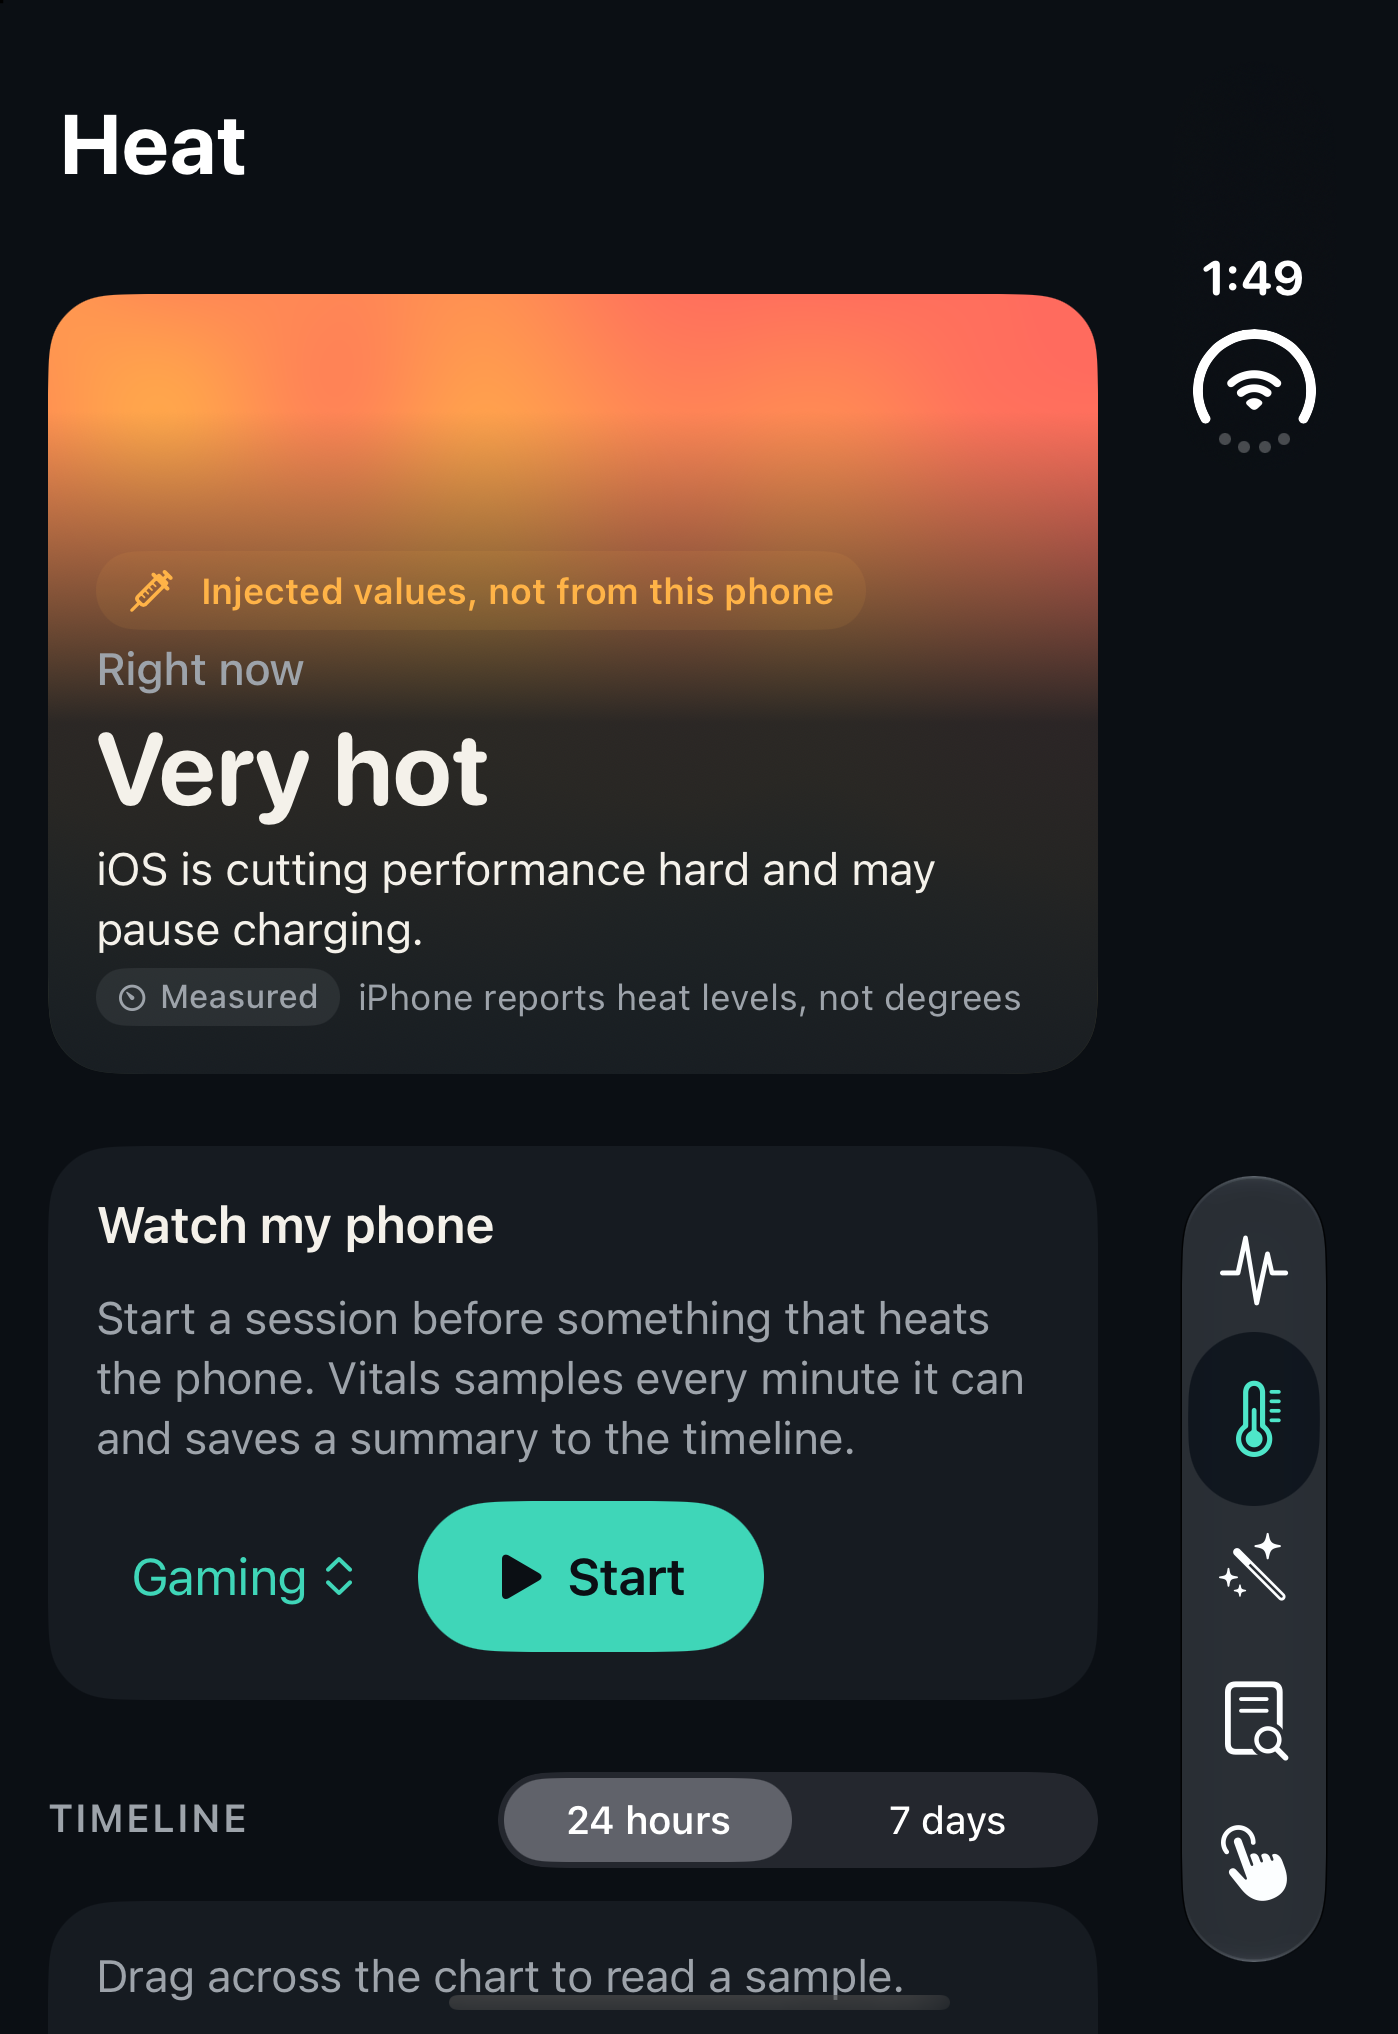 Heat
1:49
Injected values, not from this phone
Right now
Very hot
iOS is cutting performance hard and may
pause charging.
Measured
iPhone reports heat levels, not degrees
Watch my phone
Start a session before something that heats
the phone. Vitals samples every minute it can
and saves a summary to the timeline.
Gaming
Start
TIMELINE
24 hours
7 days
Drag across the chart to read a sample.